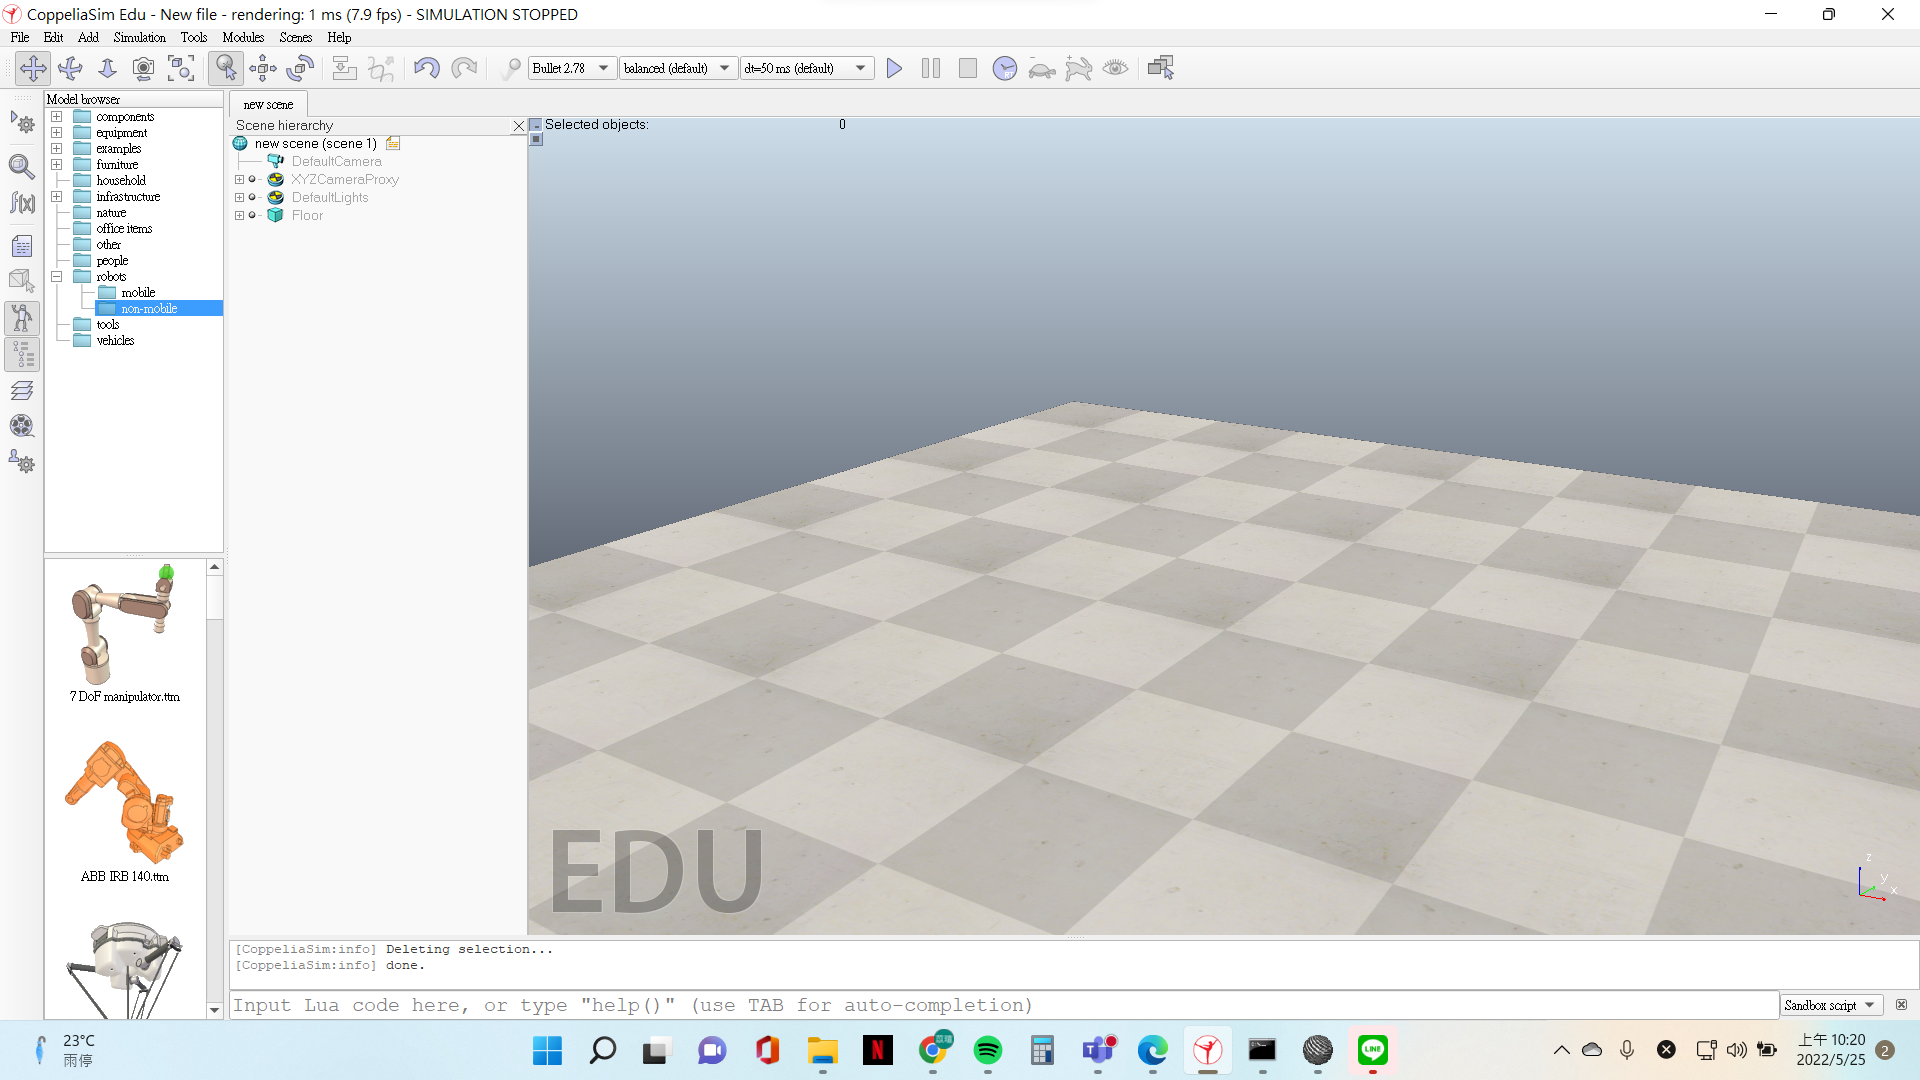 CoppeliaSim Edu - New file - rendering: 1 ms (7.9 fps) - SIMULATION STOPPED
File Edit Add Simulation Tools Modules Scenes Help
Bullet 2.78 balanced (default) dt=50 ms (default)
Model browser
components
equipment
examples
furniture
household
infrastructure
nature
office items
other
people
robots
mobile
non-mobile
tools
vehicles
7 DoF manipulator.ttm
ABB IRB 140.ttm
new scene
Scene hierarchy
new scene (scene 1)
DefaultCamera
XYZCameraProxy
DefaultLights
Floor
Selected objects: 0
EDU
z
y
x
[CoppeliaSim:info] Deleting selection...
[CoppeliaSim:info] done.
Input Lua code here, or type "help()" (use TAB for auto-completion)
Sandbox script
23°C
雨停
上午 10:20
2022/5/25
2